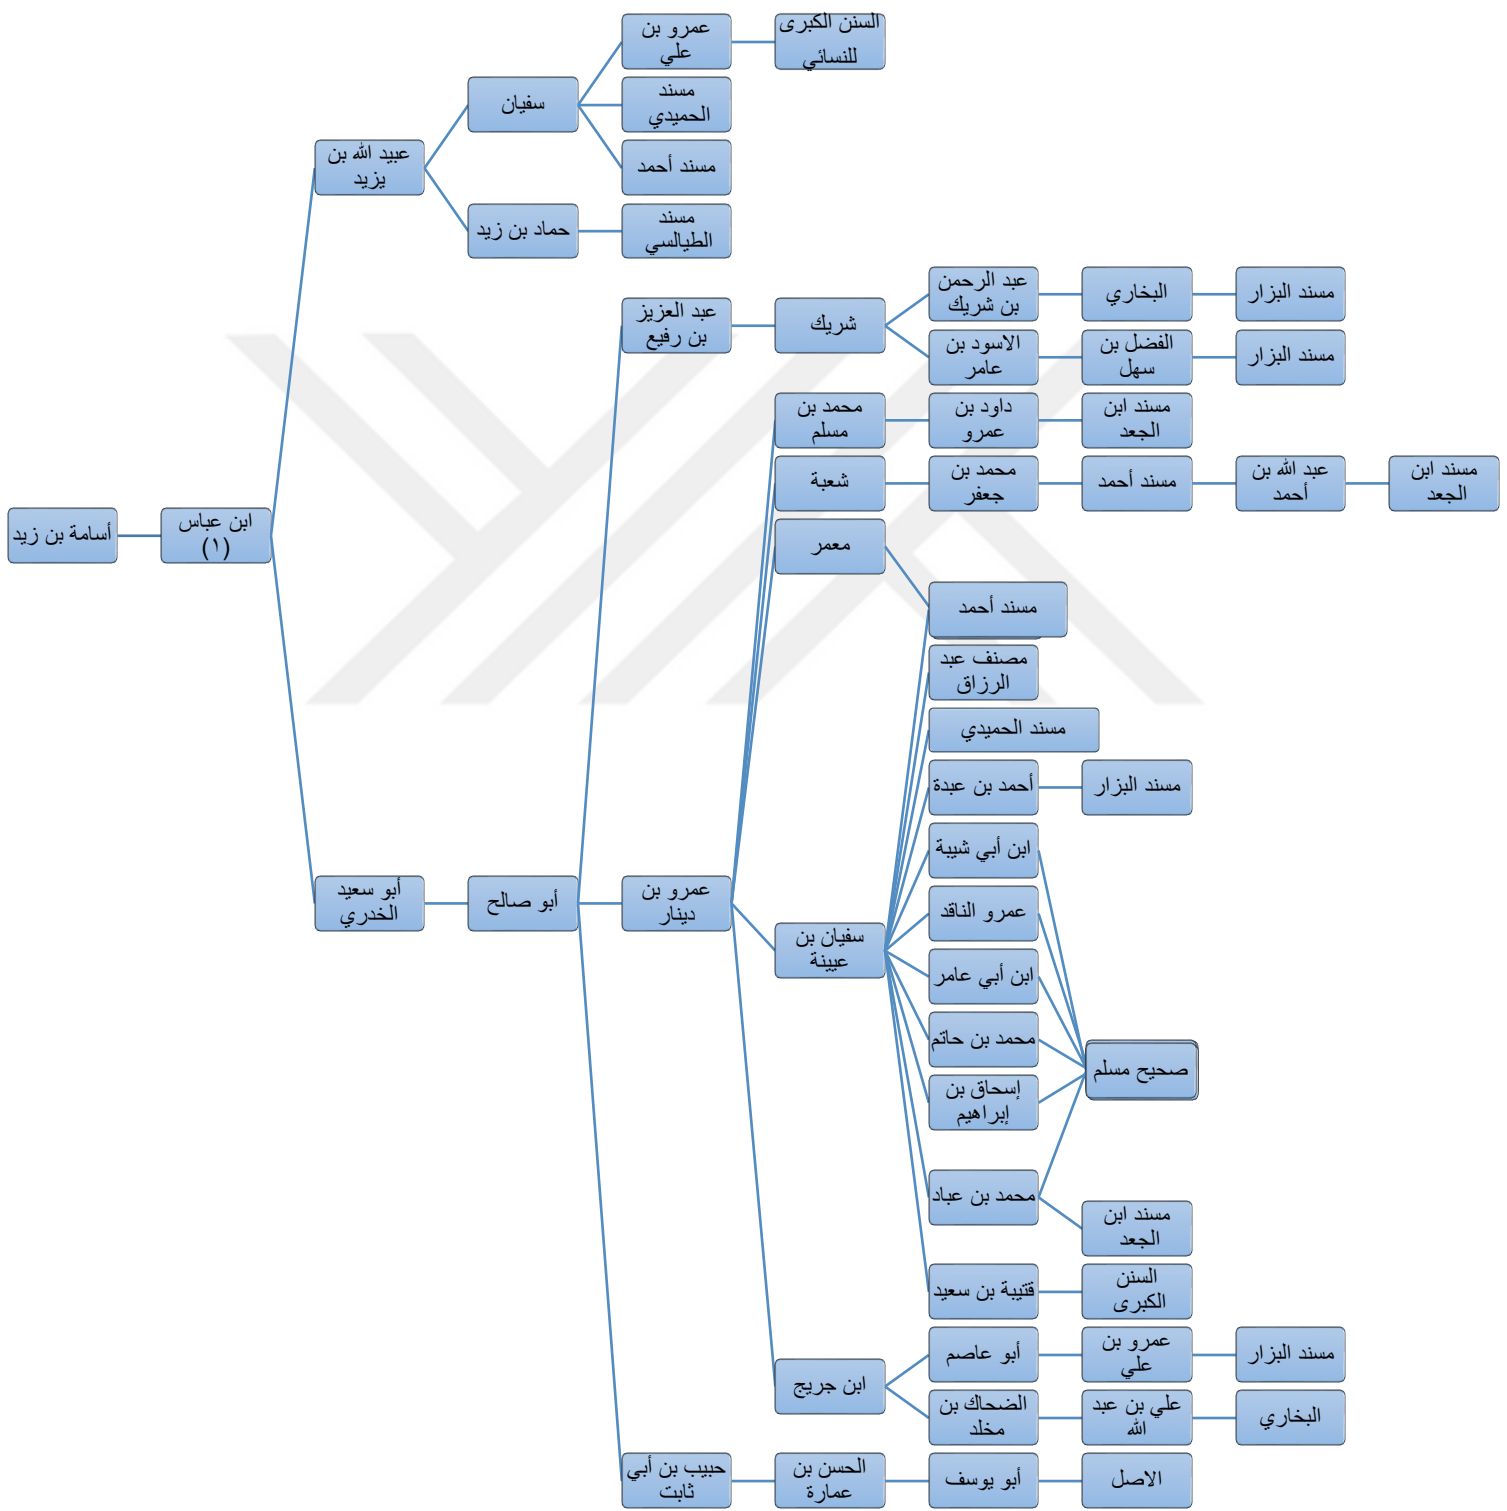 السنن الكبرى
للنسائي
عمرو بن
علي
سفيان
مسند
الحميدي
عبيد الله بن
يزيد
مسند أحمد
حماد بن زيد
مسند
الطيالسي
عبد العزيز
بن رفيع
شريك
عبد الرحمن
بن شريك
البخاري
مسند البزار
الاسود بن
عامر
الفضل بن
سهل
مسند البزار
محمد بن
مسلم
داود بن
عمرو
مسند ابن
الجعد
شعبة
محمد بن
جعفر
مسند أحمد
عبد الله بن
أحمد
مسند ابن
الجعد
أسامة بن زيد
ابن عباس
(١)
معمر
مسند أحمد
مصنف عبد
الرزاق
مسند الحميدي
أحمد بن عبدة
مسند البزار
ابن أبي شيبة
أبو سعيد
الخدري
أبو صالح
عمرو بن
دينار
عمرو الناقد
سفيان بن
عيينة
ابن أبي عامر
محمد بن حاتم
صحيح مسلم
إسحاق بن
إبراهيم
محمد بن عباد
مسند ابن
الجعد
قتيبة بن سعيد
السنن
الكبرى
ابن جريج
أبو عاصم
عمرو بن
علي
مسند البزار
الضحاك بن
مخلد
علي بن عبد
الله
البخاري
حبيب بن أبي
ثابت
الحسن بن
عمارة
أبو يوسف
الاصل